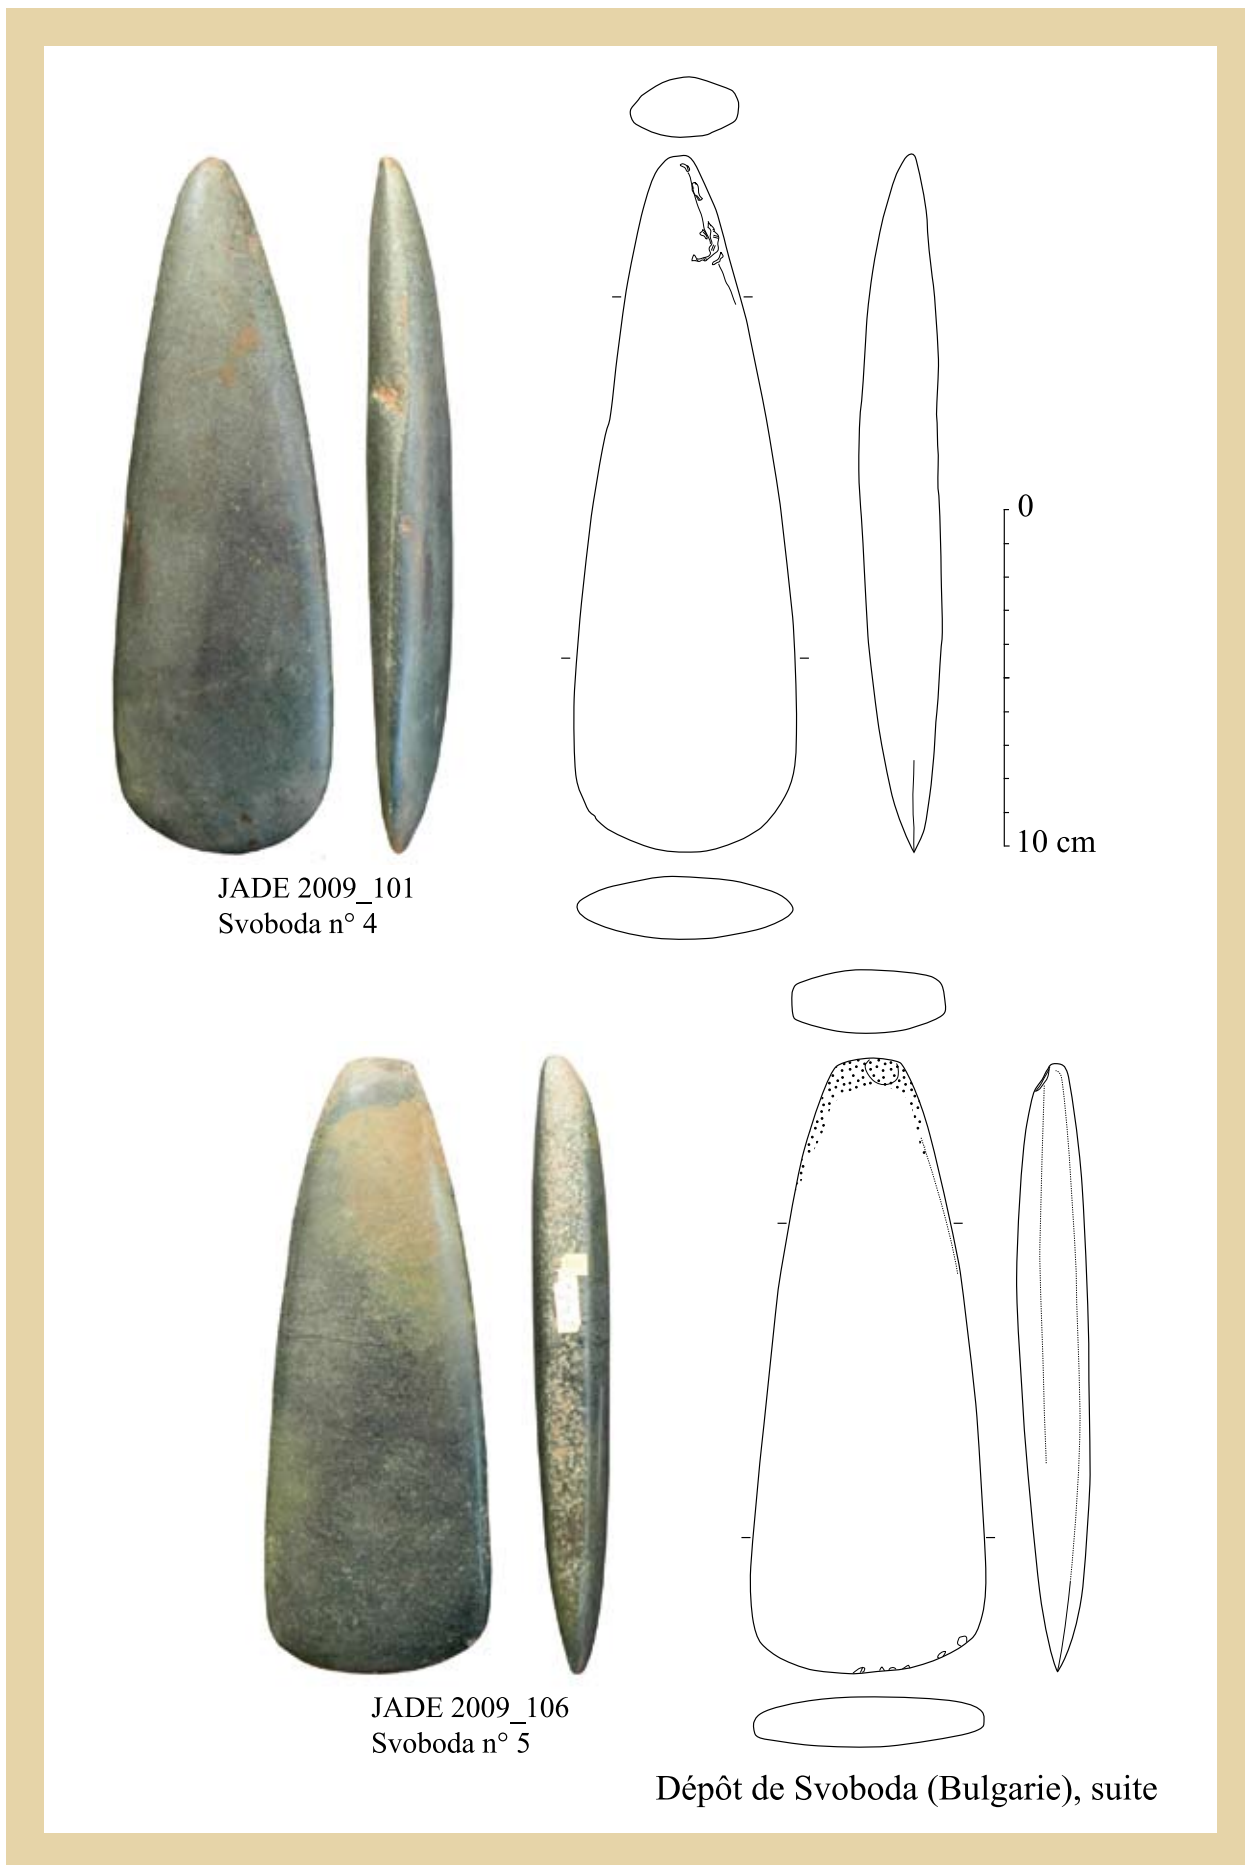 0
10 cm
JADE 2009_101
Svoboda n° 4
JADE 2009_106
Svoboda n° 5
Dépôt de Svoboda (Bulgarie), suite